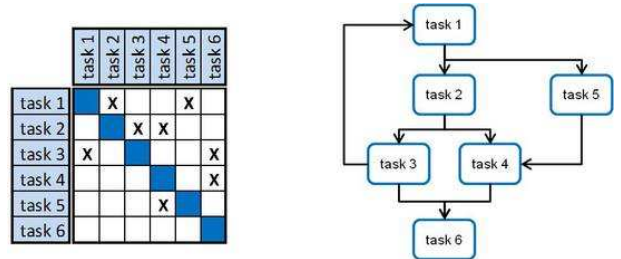 task 1
task 2
task 3
task 4
task 5
task 6
task 1 X X
task 2 X X
task 3 X X
task 4 X
task 5 X
task 6
task 1
task 2 task 5
task 3 task 4
task 6